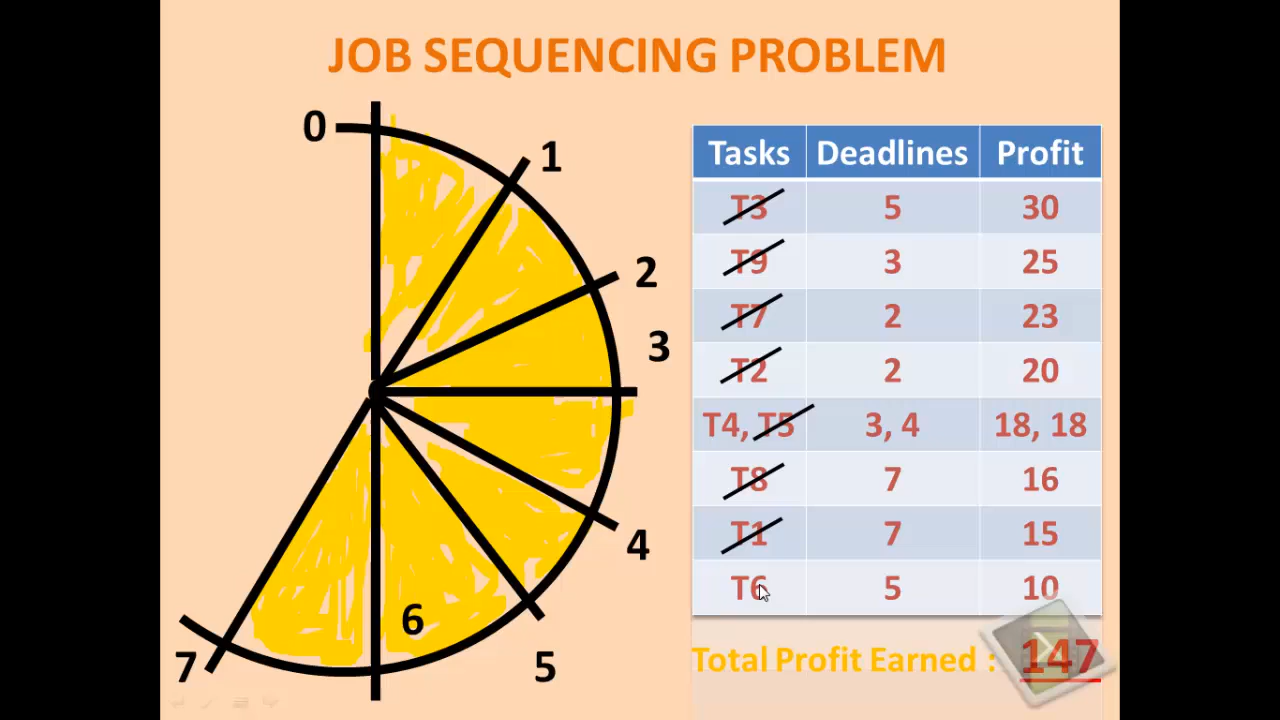 JOB SEQUENCING PROBLEM
0
1
2
3
4
5
6
7
Tasks Deadlines Profit
T3 5 30
T9 3 25
T7 2 23
T2 2 20
T4, T5 3, 4 18, 18
T8 7 16
T1 7 15
T6 5 10
Total Profit Earned : 147